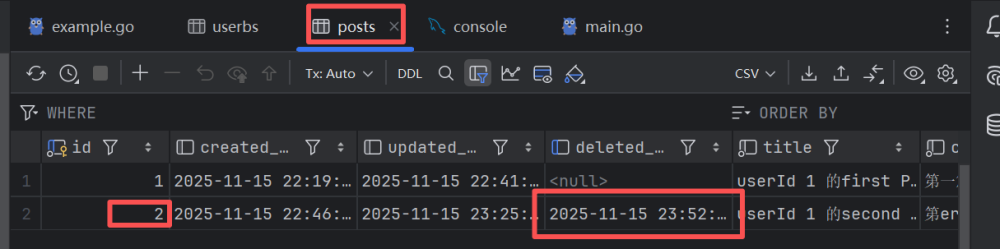 example.go userbs posts console main.go
Tx: Auto DDL CSV
WHERE ORDER BY
id created_… updated_… deleted_… title
1 1 2025-11-15 22:19:… 2025-11-15 22:41:… <null> userId 1 的first P… 第一
2 2 2025-11-15 22:46:… 2025-11-15 23:25:… 2025-11-15 23:52:… userId 1 的second … 第er